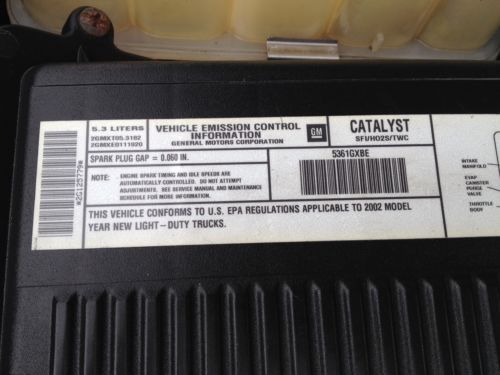 *25125779*
5.3 LITERS
2GMXT05.3182
2GMXE0111920
VEHICLE EMISSION CONTROL
INFORMATION
GENERAL MOTORS CORPORATION
GM
CATALYST
SFI/HO2S/TWC
SPARK PLUG GAP = 0.060 IN.
NOTE: ENGINE SPARK TIMING AND IDLE SPEEDS ARE
AUTOMATICALLY CONTROLLED. DO NOT ATTEMPT
ADJUSTMENTS. SEE SERVICE MANUAL AND MAINTENANCE
SCHEDULE FOR MORE INFORMATION.
5361GXBE
THIS VEHICLE CONFORMS TO U.S. EPA REGULATIONS APPLICABLE TO 2002 MODEL
YEAR NEW LIGHT-DUTY TRUCKS.
INTAKE
MANIFOLD
EVAP
CANISTER
PURGE
VALVE
THROTTLE
BODY